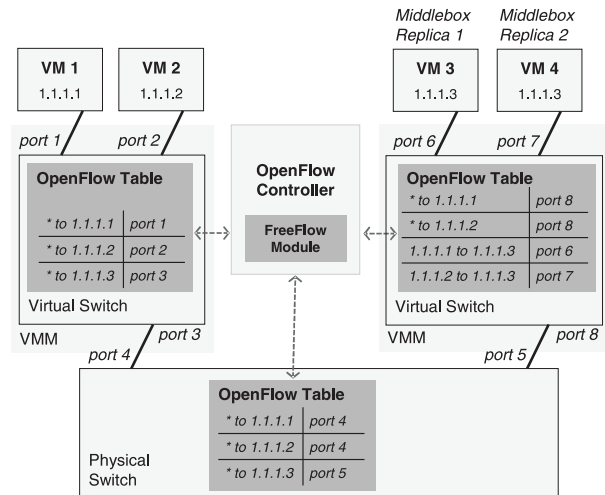 Middlebox
Replica 1
Middlebox
Replica 2
VM 1
1.1.1.1
VM 2
1.1.1.2
VM 3
1.1.1.3
VM 4
1.1.1.3
port 1
port 2
port 6
port 7
OpenFlow Table
* to 1.1.1.1 port 1
* to 1.1.1.2 port 2
* to 1.1.1.3 port 3
Virtual Switch
VMM
port 3
port 4
OpenFlow
Controller
FreeFlow
Module
OpenFlow Table
* to 1.1.1.1 port 8
* to 1.1.1.2 port 8
1.1.1.1 to 1.1.1.3 port 6
1.1.1.2 to 1.1.1.3 port 7
Virtual Switch
VMM
port 8
port 5
OpenFlow Table
* to 1.1.1.1 port 4
* to 1.1.1.2 port 4
* to 1.1.1.3 port 5
Physical
Switch